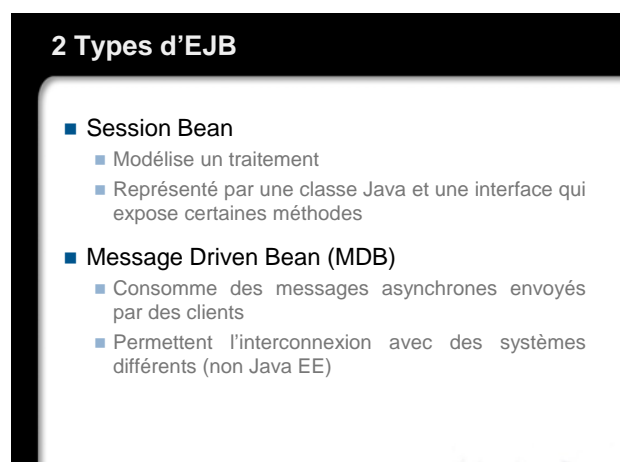 2 Types d’EJB
Session Bean
Modélise un traitement
Représenté par une classe Java et une interface qui
expose certaines méthodes
Message Driven Bean (MDB)
Consomme des messages asynchrones envoyés
par des clients
Permettent l’interconnexion avec des systèmes
différents (non Java EE)